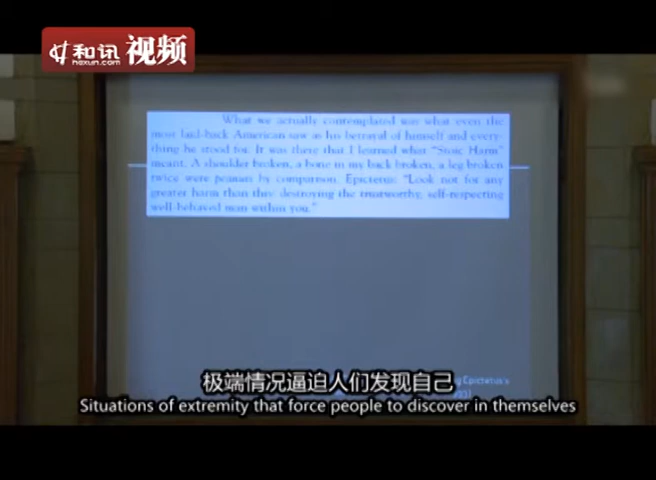 和讯 视频
hexun.com
What we actually contemplated was what even the
most laid-back American saw as his betrayal of himself and every-
thing he stood for. It was there that I learned what "Stoic Harm"
meant. A shoulder broken, a bone in my back broken, a leg broken
twice were peanuts by comparison. Epictetus: "Look not for any
greater harm than this: destroying the trustworthy, self-respecting
well-behaved man within you."
Epictetus's
极端情况逼迫人们发现自己
Situations of extremity that force people to discover in themselves